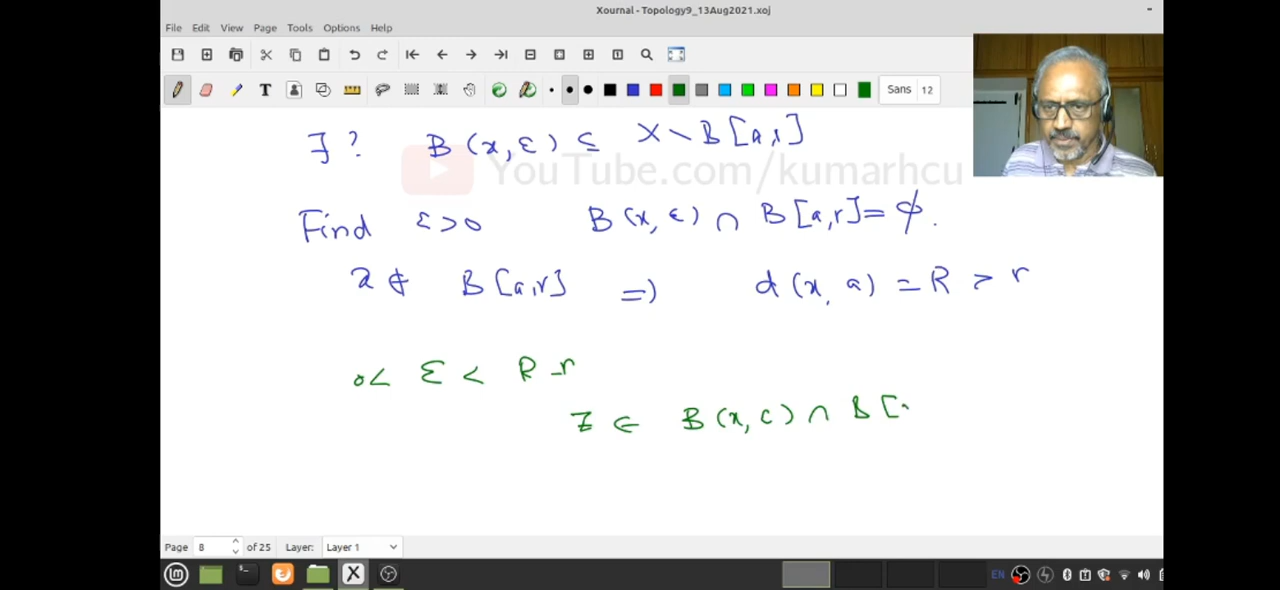 Xournal - Topology9_13Aug2021.xoj
File Edit View Page Tools Options Help
Sans 12
∃ ? B (x, ε) ⊆ X \ B [a, r]
YouTube.com/kumarhcu
Find ε > 0 B (x, ε) ∩ B [a, r] = φ.
x ∉ B [a, r] => d (x, a) = R > r
0 < ε < R - r
z ∈ B (x, ε) ∩ B [
Page 8 of 25 Layer: Layer 1
EN